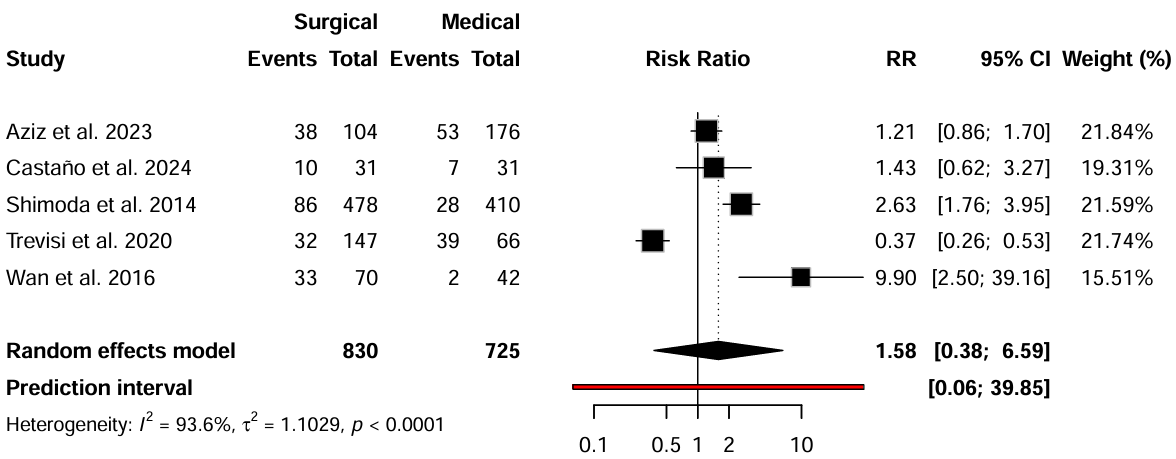 Surgical Medical
Study Events Total Events Total Risk Ratio RR 95% CI Weight (%)
Aziz et al. 2023 38 104 53 176 1.21 [0.86; 1.70] 21.84%
Castaño et al. 2024 10 31 7 31 1.43 [0.62; 3.27] 19.31%
Shimoda et al. 2014 86 478 28 410 2.63 [1.76; 3.95] 21.59%
Trevisi et al. 2020 32 147 39 66 0.37 [0.26; 0.53] 21.74%
Wan et al. 2016 33 70 2 42 9.90 [2.50; 39.16] 15.51%
Random effects model 830 725 1.58 [0.38; 6.59]
Prediction interval [0.06; 39.85]
Heterogeneity: I² = 93.6%, τ² = 1.1029, p < 0.0001
0.1 0.5 1 2 10